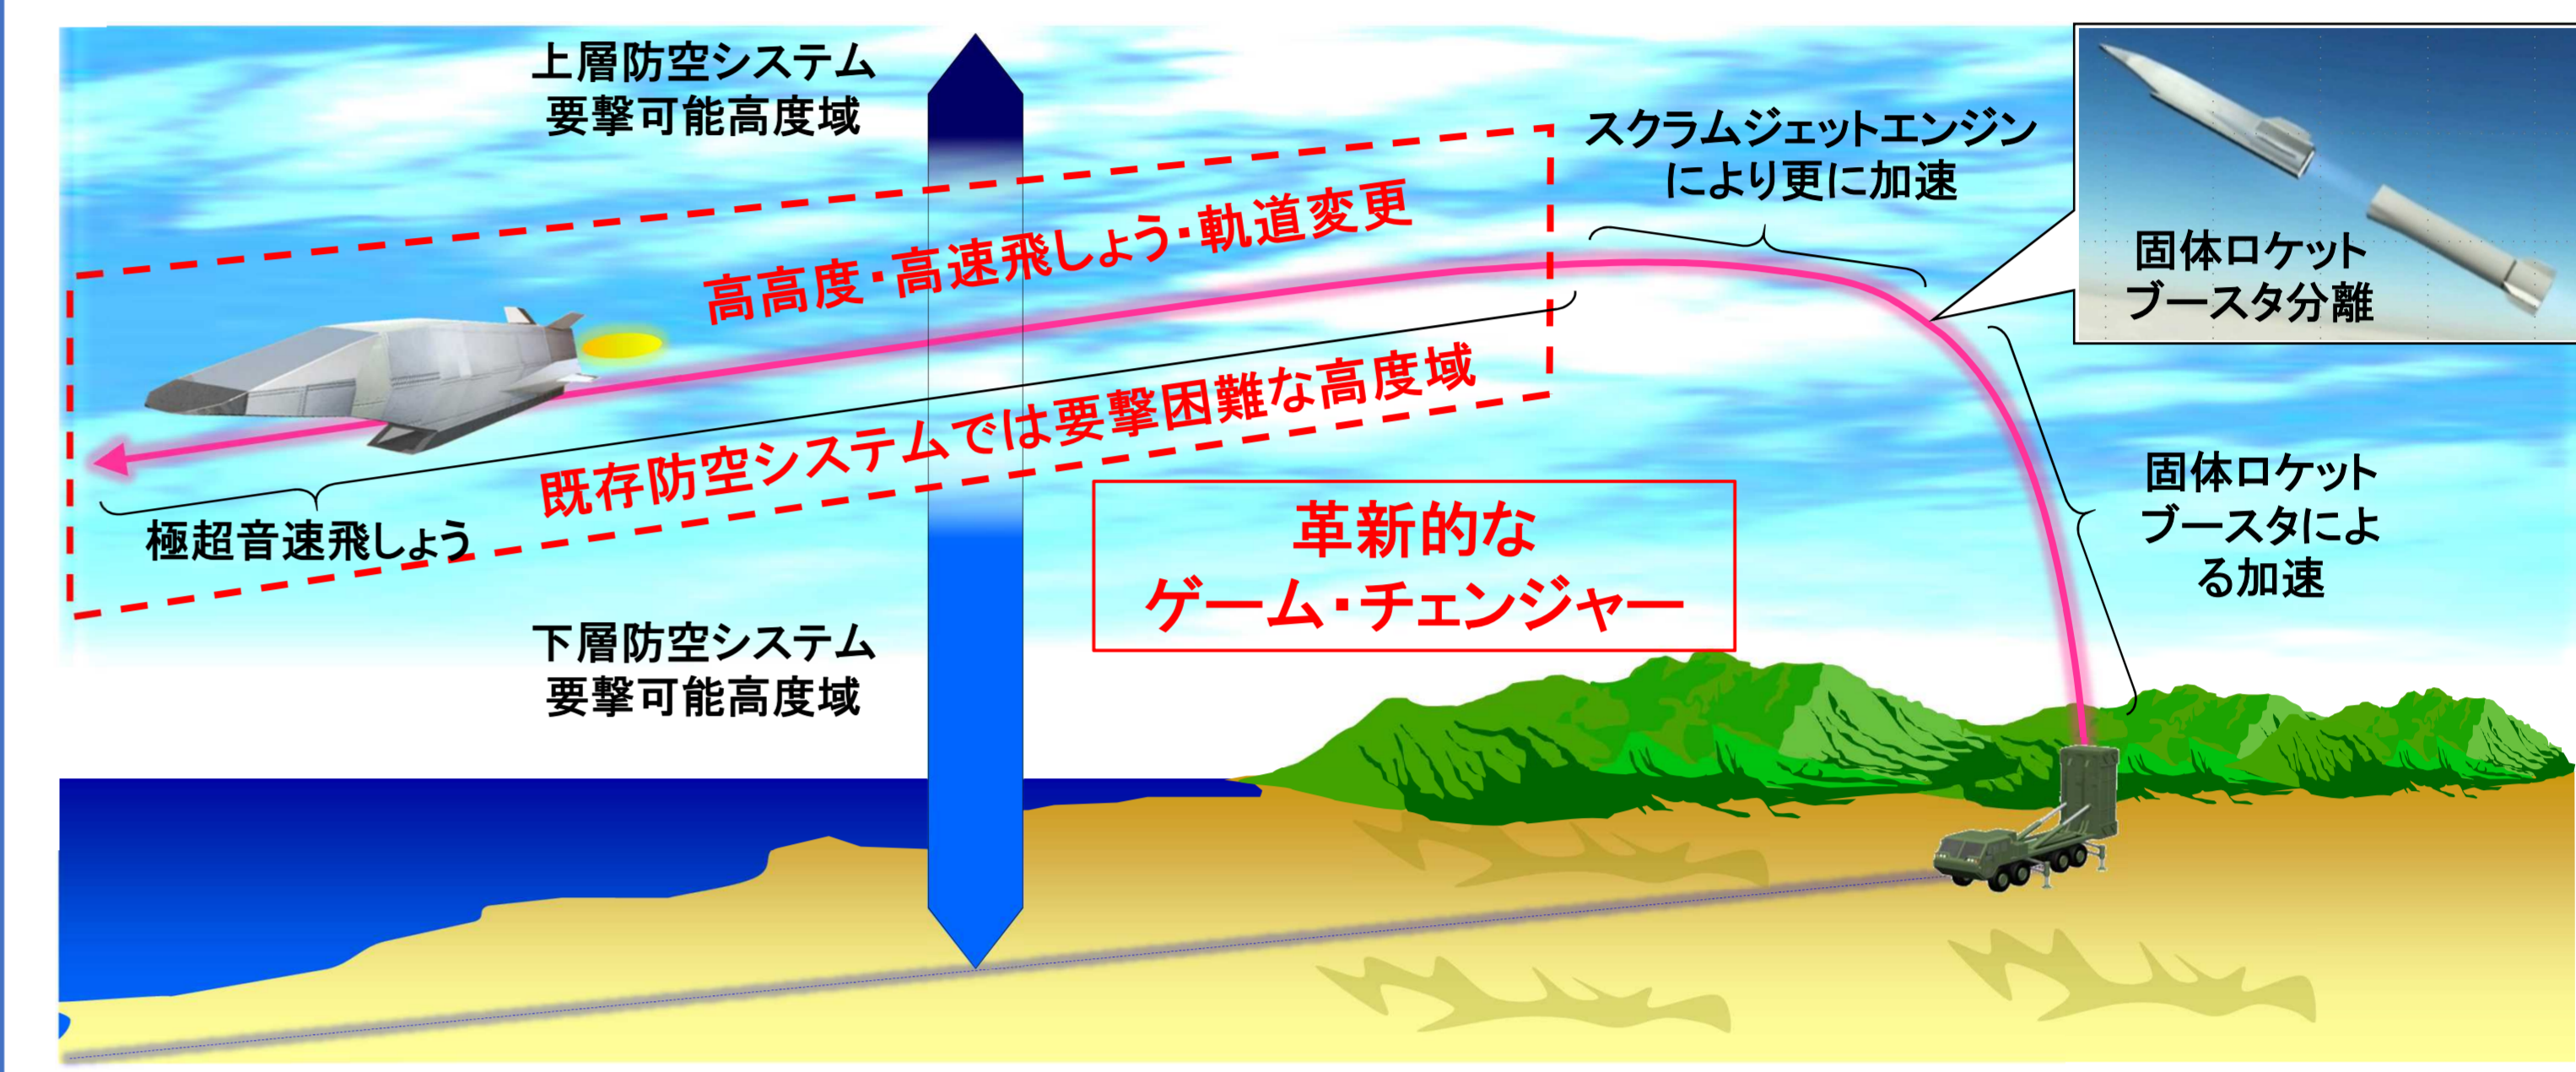 上層防空システム
要撃可能高度域
スクラムジェットエンジン
により更に加速
固体ロケット
ブースタ分離
高高度・高速飛しょう・軌道変更
既存防空システムでは要撃困難な高度域
極超音速飛しょう
革新的な
ゲーム・チェンジャー
固体ロケット
ブースタによ
る加速
下層防空システム
要撃可能高度域